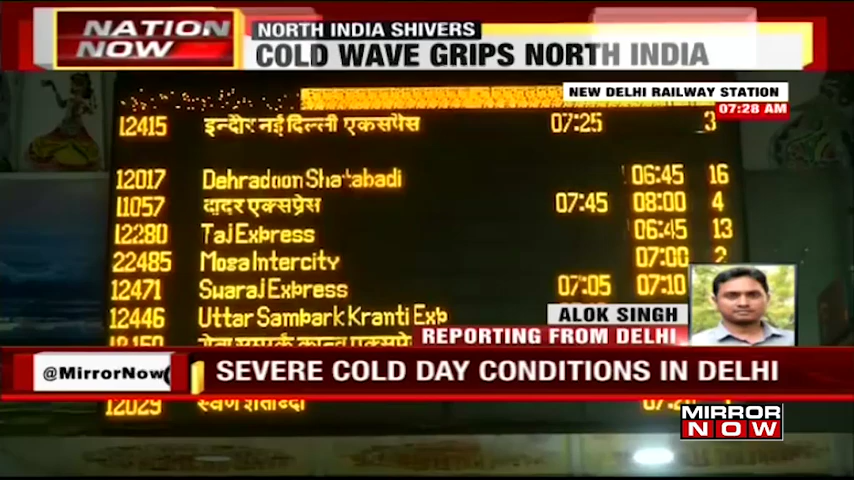 NATION
NOW
NORTH INDIA SHIVERS
COLD WAVE GRIPS NORTH INDIA
NEW DELHI RAILWAY STATION
07:28 AM
12415 इन्दौर नई दिल्ली एकसप्रेस 07:25 3
12017 Dehradoon Shatabadi 06:45 16
11057 दादर एक्सप्रेस 07:45 08:00 4
12280 Taj Express 06:45 13
22485 Moga Intercity 07:00 2
12471 Swaraj Express 07:05 07:10
12446 Uttar Sampark Kranti Exp
ALOK SINGH
REPORTING FROM DELHI
@MirrorNow
SEVERE COLD DAY CONDITIONS IN DELHI
12029 स्वर्ण शताब्दी
MIRROR
NOW